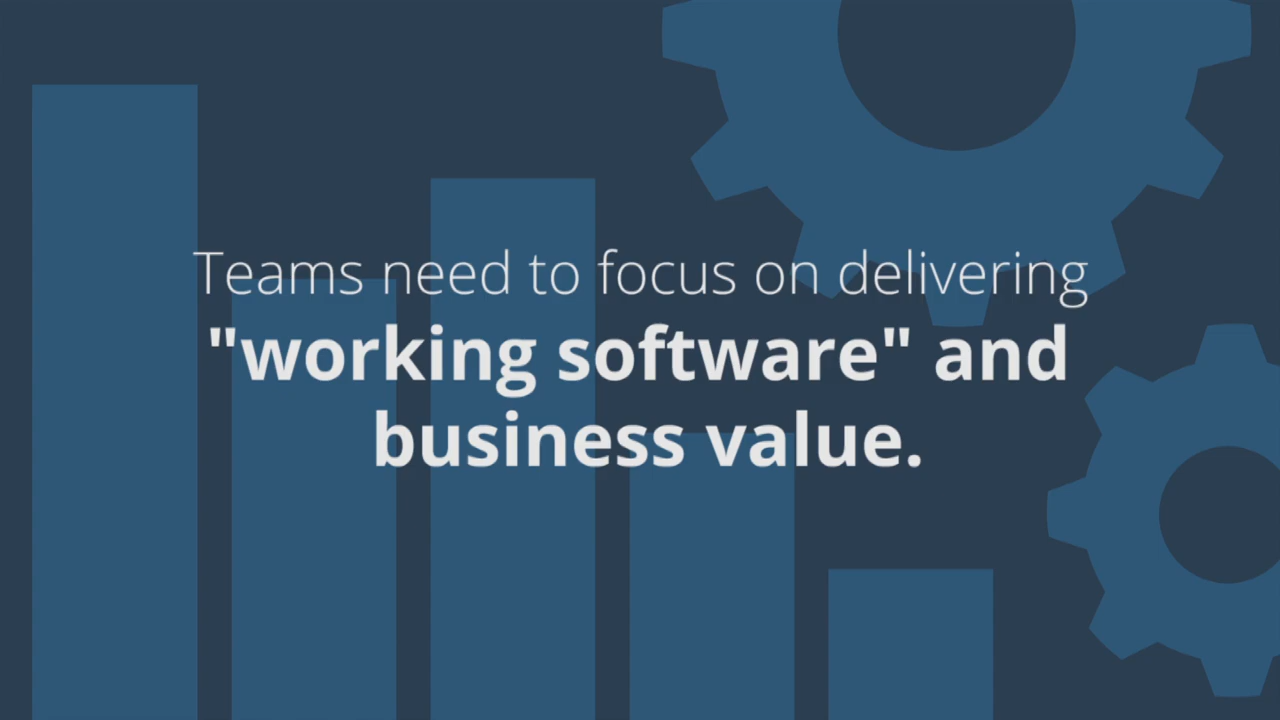 Teams need to focus on delivering
"working software" and
business value.